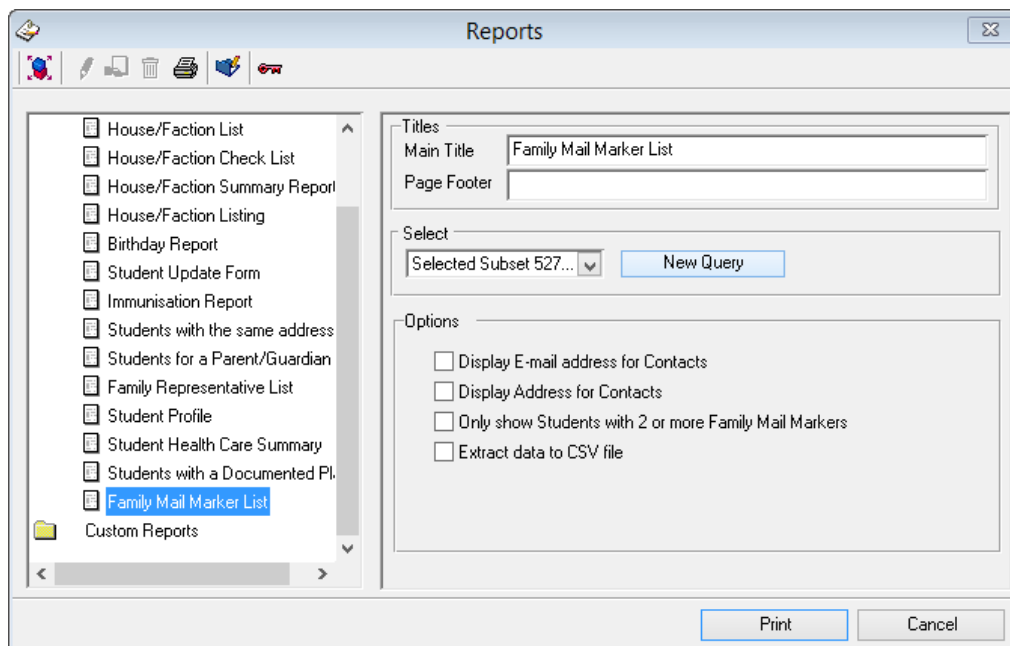 Reports
House/Faction List
House/Faction Check List
House/Faction Summary Report
House/Faction Listing
Birthday Report
Student Update Form
Immunisation Report
Students with the same address
Students for a Parent/Guardian
Family Representative List
Student Profile
Student Health Care Summary
Students with a Documented Pl
Family Mail Marker List
Custom Reports
Titles
Main Title Family Mail Marker List
Page Footer
Select
Selected Subset 527... New Query
Options
Display E-mail address for Contacts
Display Address for Contacts
Only show Students with 2 or more Family Mail Markers
Extract data to CSV file
Print Cancel